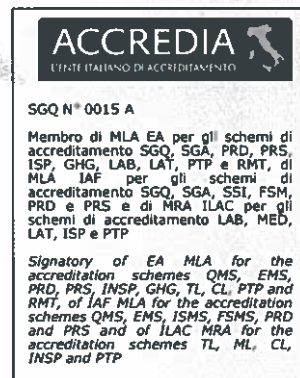 ACCREDIA
L'ENTE ITALIANO DI ACCREDITAMENTO
SGQ N° 0015 A
Membro di MLA EA per gli schemi di
accreditamento SGQ, SGA, PRD, PRS,
ISP, GHG, LAB, LAT, PTP e RMT, di
MLA IAF per gli schemi di
accreditamento SGQ, SGA, SSI, FSM,
PRD e PRS e di MRA ILAC per gli
schemi di accreditamento LAB, MED,
LAT, ISP e PTP
Signatory of EA MLA for the
accreditation schemes QMS, EMS,
PRD, PRS, INSP, GHG, TL, CL, PTP and
RMT, of IAF MLA for the accreditation
schemes QMS, EMS, ISMS, FSMS, PRD
and PRS and of ILAC MRA for the
accreditation schemes TL, ML, CL,
INSP and PTP